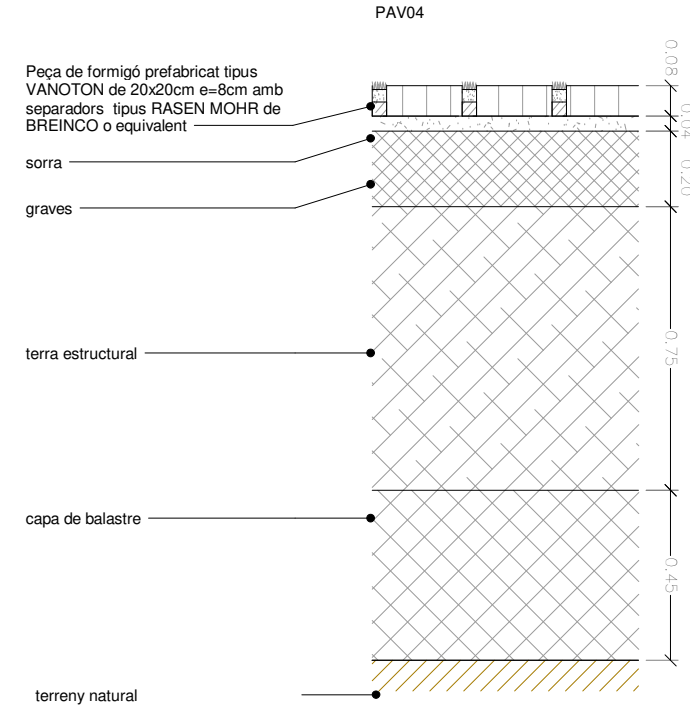 PAV04
Peça de formigó prefabricat tipus
VANOTON de 20x20cm e=8cm amb
separadors tipus RASEN MOHR de
BREINCO o equivalent
sorra
graves
terra estructural
capa de balastre
terreny natural
0.08
0.04
0.20
0.75
0.45